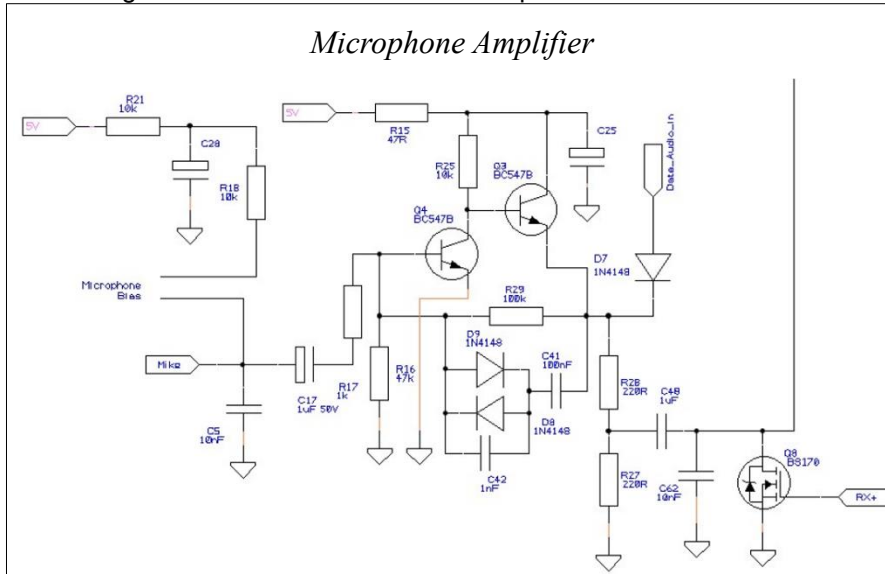 Microphone Amplifier
5V
R21
10k
C28
R18
10k
Microphone
Bias
Mike
C5
10nF
C17
1uF 50V
R17
1k
R16
47k
5V
R15
47R
R25
10k
Q3
BC547B
C25
Q4
BC547B
Data_Audio_In
D7
1N4148
R29
100k
D9
1N4148
C41
100nF
D8
1N4148
C42
1nF
R28
220R
C48
1uF
R27
220R
C62
10nF
Q8
BS170
RX+